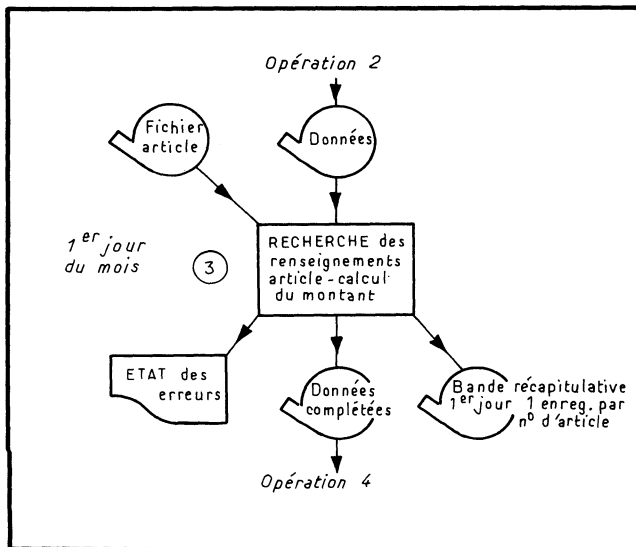 Opération 2
Fichier
article
Données
1er jour
du mois
3
RECHERCHE des
renseignements
article - calcul
du montant
ETAT des
erreurs
Données
complétées
Bande récapitulative
1er jour 1 enreg. par
no d'article
Opération 4